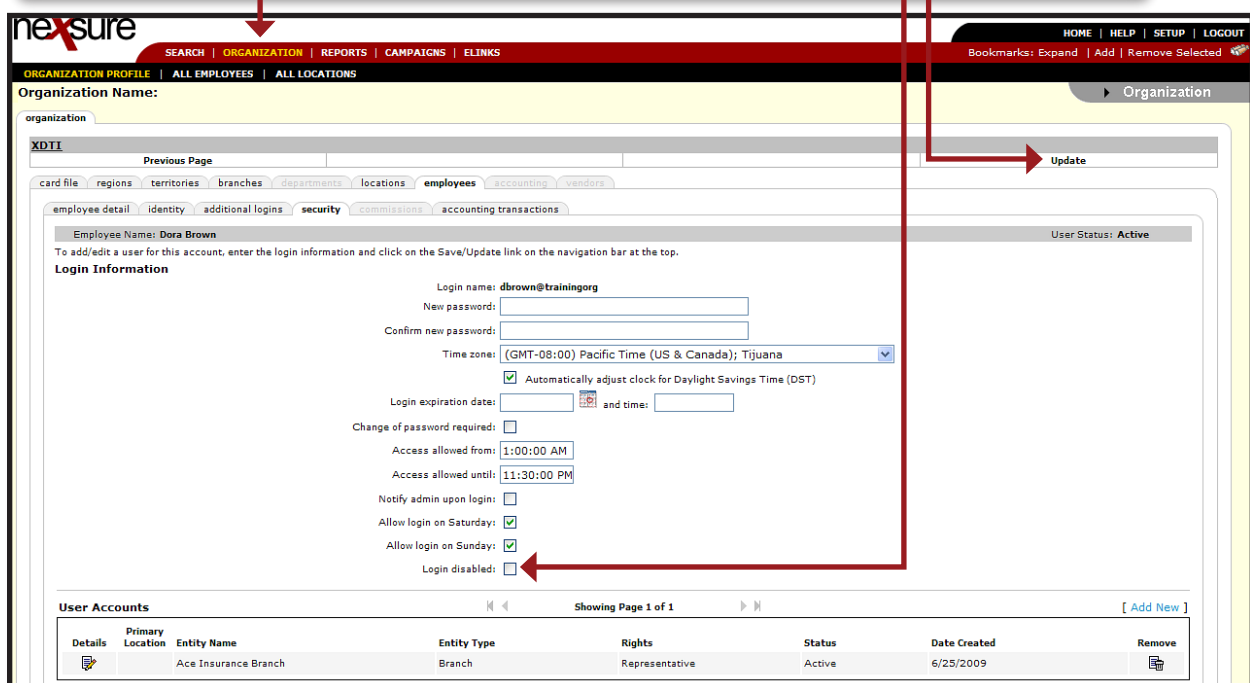 nexsure
HOME | HELP | SETUP | LOGOUT
SEARCH | ORGANIZATION | REPORTS | CAMPAIGNS | ELINKS
Bookmarks: Expand | Add | Remove Selected
ORGANIZATION PROFILE | ALL EMPLOYEES | ALL LOCATIONS
Organization Name:
Organization
organization
XDTI
Previous Page Update
card file regions territories branches departments locations employees accounting vendors
employee detail identity additional logins security commissions accounting transactions
Employee Name: Dora Brown User Status: Active
To add/edit a user for this account, enter the login information and click on the Save/Update link on the navigation bar at the top.
Login Information
Login name: dbrown@trainingorg
New password:
Confirm new password:
Time zone: (GMT-08:00) Pacific Time (US & Canada); Tijuana
Automatically adjust clock for Daylight Savings Time (DST)
Login expiration date: and time:
Change of password required:
Access allowed from: 1:00:00 AM
Access allowed until: 11:30:00 PM
Notify admin upon login:
Allow login on Saturday:
Allow login on Sunday:
Login disabled:
User Accounts Showing Page 1 of 1 [ Add New ]
Details Primary Location Entity Name Entity Type Rights Status Date Created Remove
Ace Insurance Branch Branch Representative Active 6/25/2009